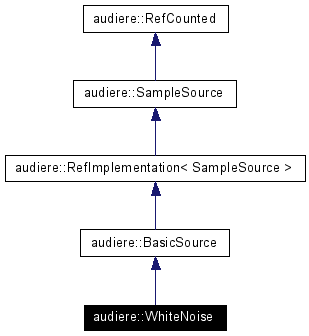 audiere::RefCounted
audiere::SampleSource
audiere::RefImplementation< SampleSource >
audiere::BasicSource
audiere::WhiteNoise